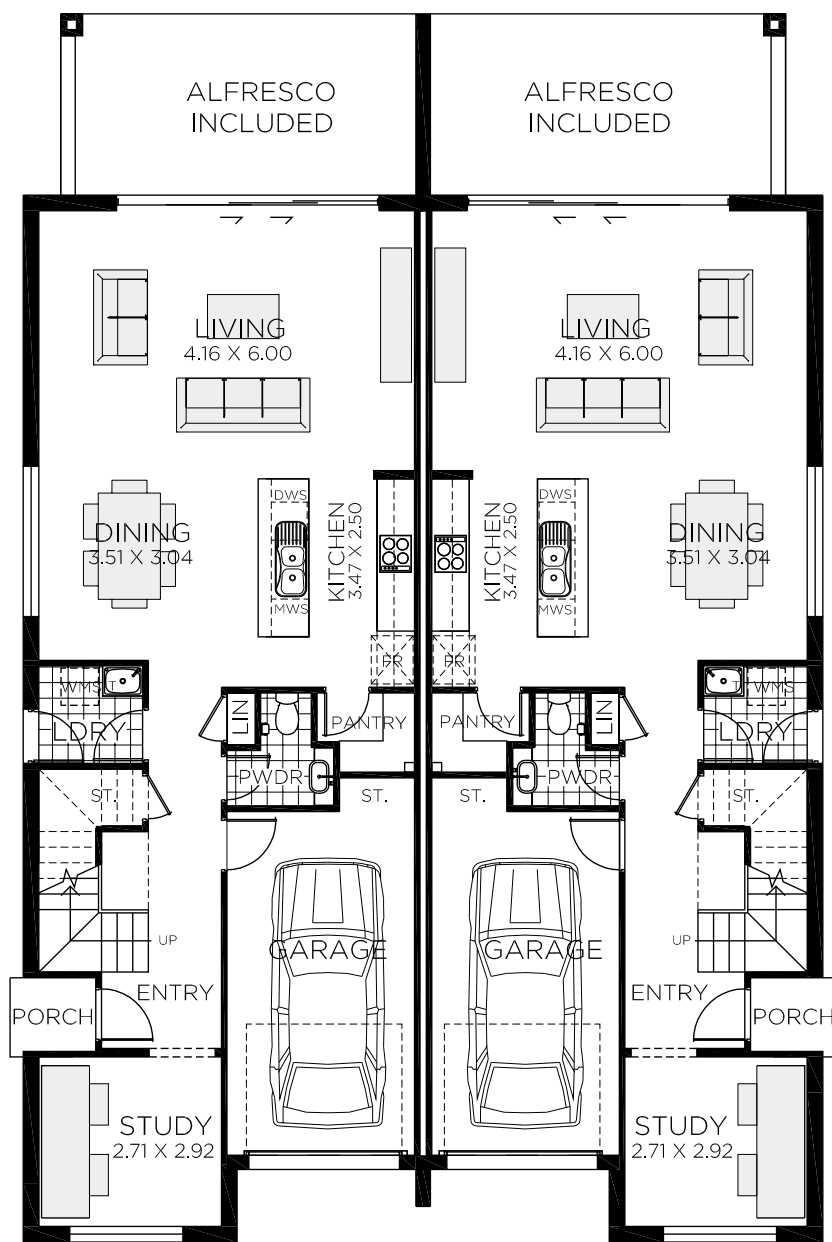 ALFRESCO
INCLUDED
ALFRESCO
INCLUDED
LIVING
4.16 X 6.00
LIVING
4.16 X 6.00
DWS
KITCHEN
3.47 X 2.50
MWS
DWS
KITCHEN
3.47 X 2.50
MWS
DINING
3.51 X 3.04
DINING
3.51 X 3.04
FR
FR
WMS T
LDRY
T WMS
LDRY
LIN
PANTRY
PANTRY
LIN
PWDR
PWDR
ST.
ST.
ST.
ST.
UP
GARAGE
GARAGE
UP
PORCH
ENTRY
ENTRY
PORCH
STUDY
2.71 X 2.92
STUDY
2.71 X 2.92